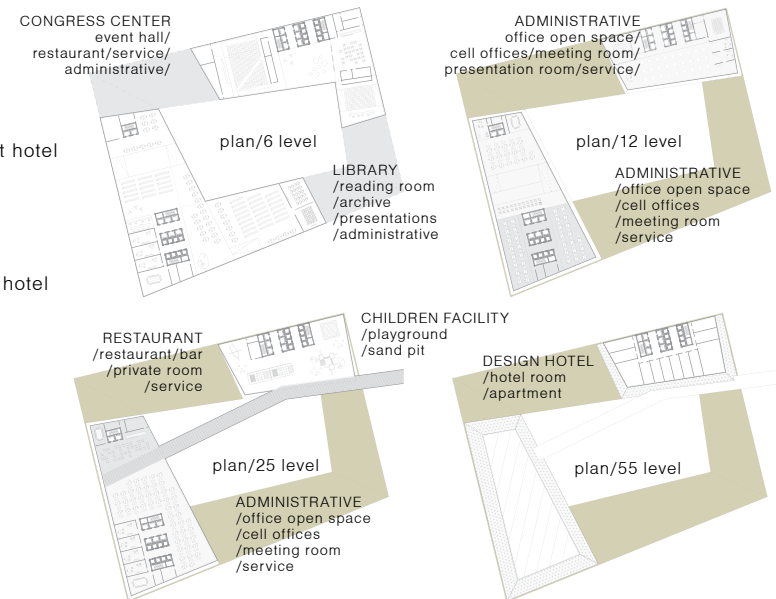 CONGRESS CENTER
event hall/
restaurant/service/
administrative/
plan/6 level
LIBRARY
/reading room
/archive
/presentations
/administrative
t hotel
hotel
ADMINISTRATIVE
office open space/
cell offices/meeting room/
presentation room/service/
plan/12 level
ADMINISTRATIVE
/office open space
/cell offices
/meeting room
/service
RESTAURANT
/restaurant/bar
/private room
/service
CHILDREN FACILITY
/playground
/sand pit
plan/25 level
ADMINISTRATIVE
/office open space
/cell offices
/meeting room
/service
DESIGN HOTEL
/hotel room
/apartment
plan/55 level